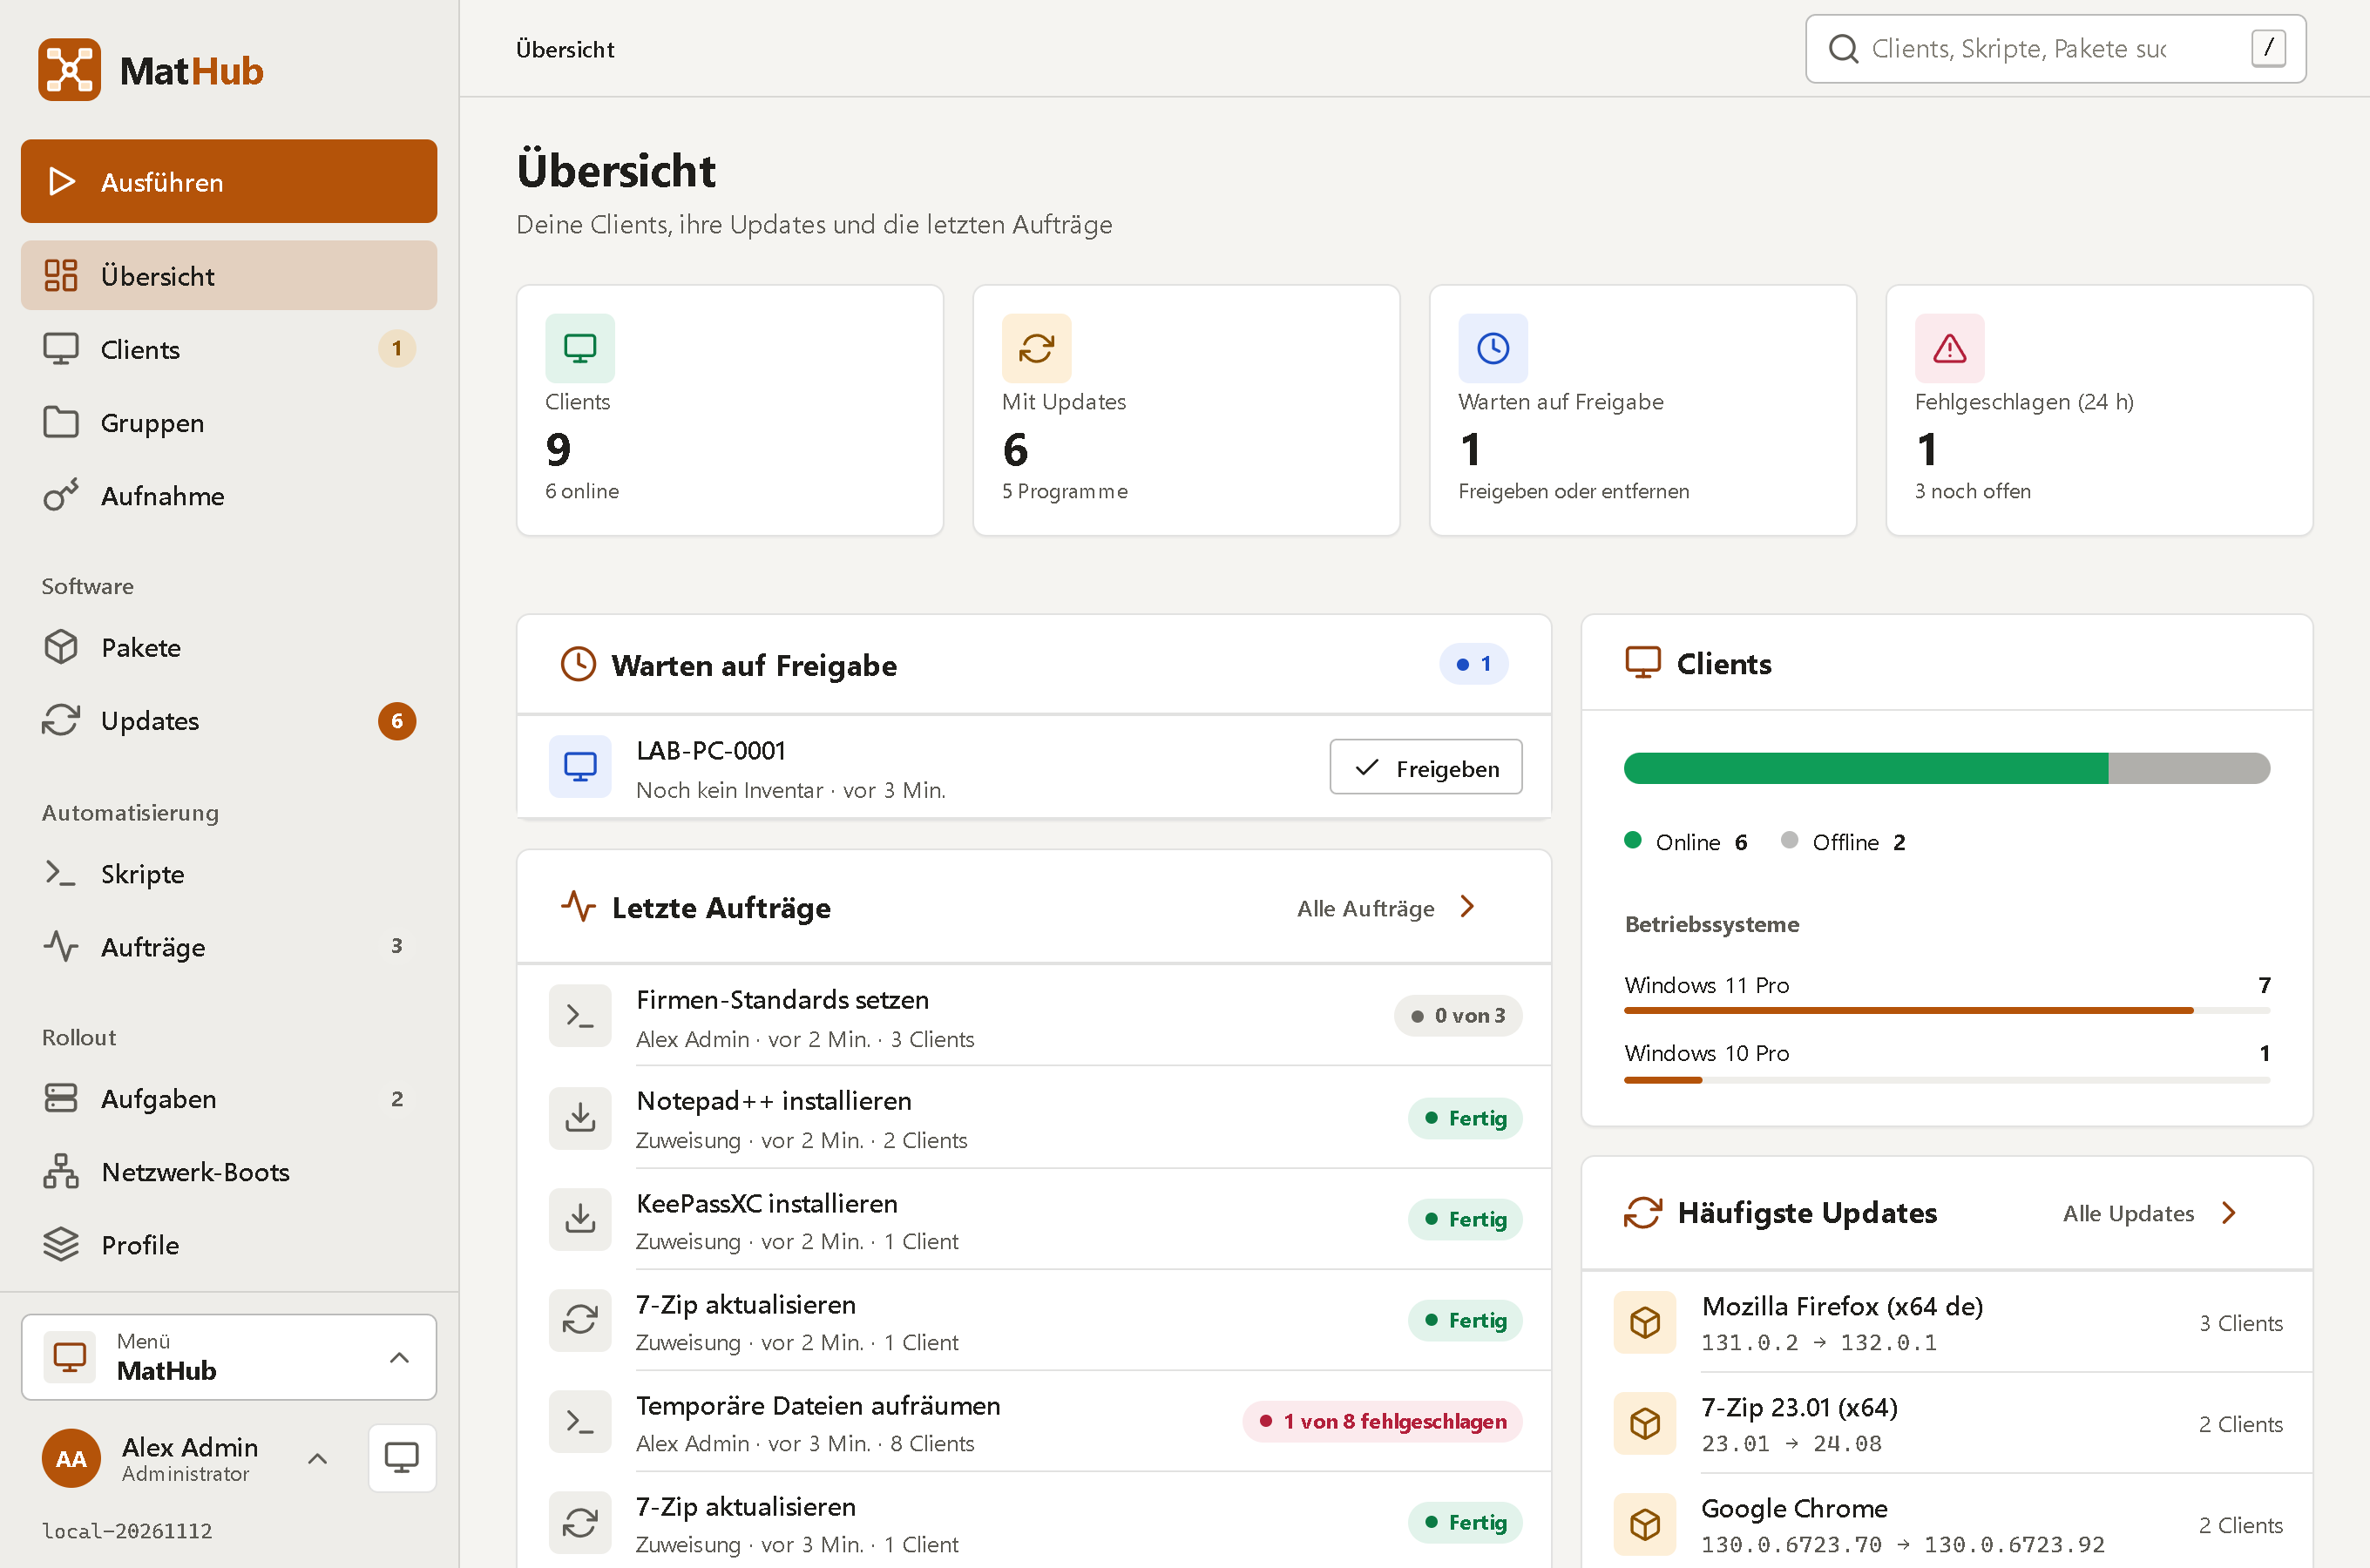 MatHub
Ausführen
Übersicht
Clients 1
Gruppen
Aufnahme
Software
Pakete
Updates 6
Automatisierung
Skripte
Aufträge 3
Rollout
Aufgaben 2
Netzwerk-Boots
Profile
Menü
MatHub
AA
Alex Admin
Administrator
local-20261112
Übersicht
Clients, Skripte, Pakete suc
/
Übersicht
Deine Clients, ihre Updates und die letzten Aufträge
Clients
9
6 online
Mit Updates
6
5 Programme
Warten auf Freigabe
1
Freigeben oder entfernen
Fehlgeschlagen (24 h)
1
3 noch offen
Warten auf Freigabe 1
LAB-PC-0001
Noch kein Inventar · vor 3 Min.
Freigeben
Letzte Aufträge Alle Aufträge
Firmen-Standards setzen
Alex Admin · vor 2 Min. · 3 Clients
0 von 3
Notepad++ installieren
Zuweisung · vor 2 Min. · 2 Clients
Fertig
KeePassXC installieren
Zuweisung · vor 2 Min. · 1 Client
Fertig
7-Zip aktualisieren
Zuweisung · vor 2 Min. · 1 Client
Fertig
Temporäre Dateien aufräumen
Alex Admin · vor 3 Min. · 8 Clients
1 von 8 fehlgeschlagen
7-Zip aktualisieren
Zuweisung · vor 3 Min. · 1 Client
Fertig
Clients
Online 6 Offline 2
Betriebssysteme
Windows 11 Pro 7
Windows 10 Pro 1
Häufigste Updates Alle Updates
Mozilla Firefox (x64 de)
131.0.2 → 132.0.1
3 Clients
7-Zip 23.01 (x64)
23.01 → 24.08
2 Clients
Google Chrome
130.0.6723.70 → 130.0.6723.92
2 Clients